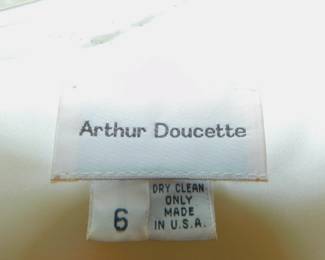 Arthur Doucette
6
DRY CLEAN
ONLY
MADE
IN U.S.A.